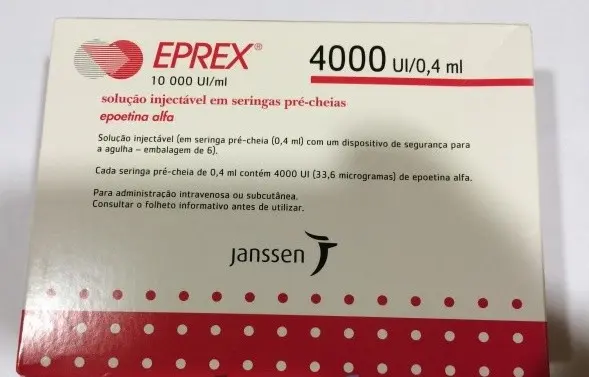 EPREX®
4000 UI/0,4 ml
10 000 UI/ml
solução injectável em seringas pré-cheias
epoetina alfa
Solução injectável (em seringa pré-cheia (0,4 ml) com um dispositivo de segurança para
a agulha – embalagem de 6).
Cada seringa pré-cheia de 0,4 ml contém 4000 UI (33,6 microgramas) de epoetina alfa.
Para administração intravenosa ou subcutânea.
Consultar o folheto informativo antes de utilizar.
janssen